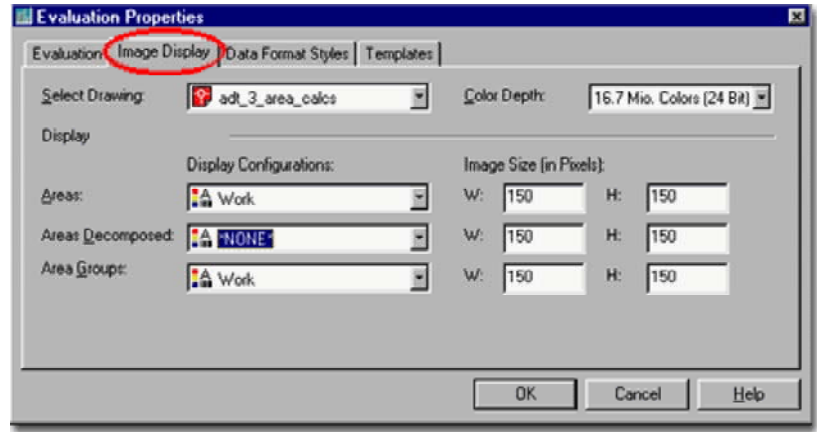 Evaluation Properties
Evaluation Image Display Data Format Styles Templates
Select Drawing: adt_3_area_calcs Color Depth: 16.7 Mio. Colors (24 Bit)
Display
Display Configurations: Image Size (in Pixels):
Areas: Work W: 150 H: 150
Areas Decomposed: *NONE* W: 150 H: 150
Area Groups: Work W: 150 H: 150
OK Cancel Help